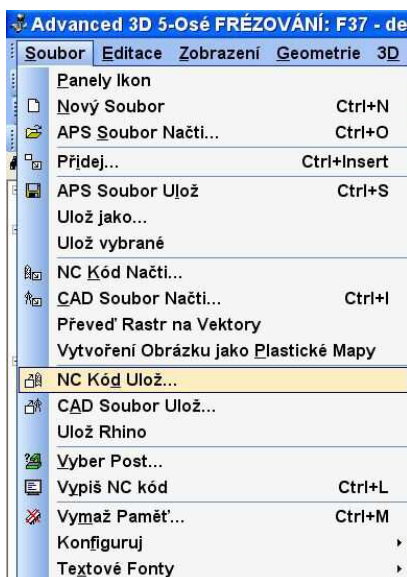 Advanced 3D 5-Osé FRÉZOVÁNÍ: F37 - de
Soubor Editace Zobrazení Geometrie 3D
Panely Ikon
Nový Soubor Ctrl+N
APS Soubor Načti... Ctrl+O
Přidej... Ctrl+Insert
APS Soubor Ulož Ctrl+S
Ulož jako...
Ulož vybrané
NC Kód Načti...
CAD Soubor Načti... Ctrl+I
Převeď Rastr na Vektory
Vytvoření Obrázku jako Plastické Mapy
NC Kód Ulož...
CAD Soubor Ulož...
Ulož Rhino
Vyber Post...
Vypiš NC kód Ctrl+L
Vymaž Paměť... Ctrl+M
Konfiguruj
Textové Fonty